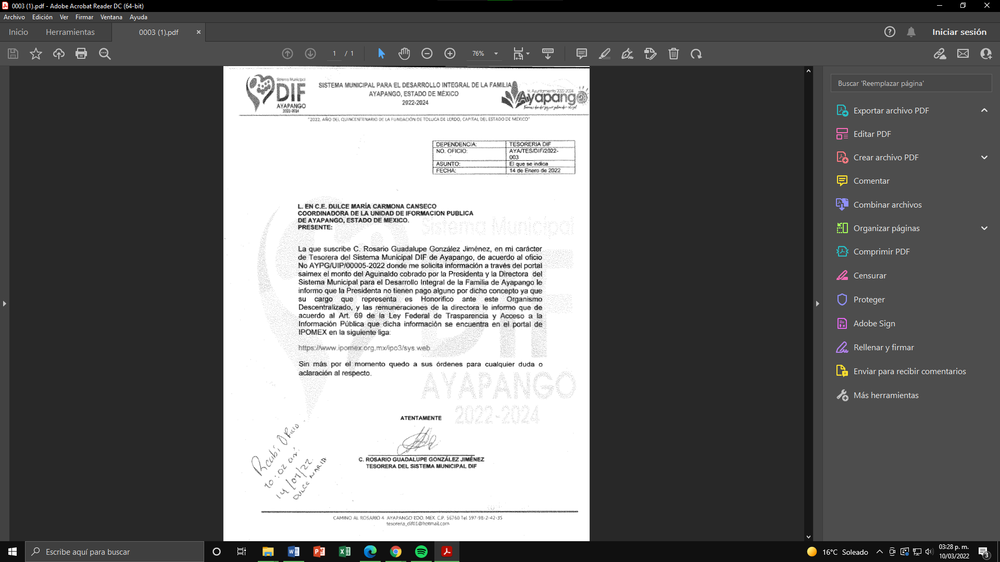 0003 (1).pdf - Adobe Acrobat Reader DC (64-bit)
Archivo Edición Ver Firmar Ventana Ayuda
Inicio Herramientas 0003 (1).pdf Iniciar sesión
1 / 1 76%
Sistema Municipal
DIF
AYAPANGO
2022-2024
SISTEMA MUNICIPAL PARA EL DESARROLLO INTEGRAL DE LA FAMILIA
AYAPANGO, ESTADO DE MÉXICO
2022-2024
H. Ayuntamiento 2022-2024
Ayapango
"2022. AÑO DEL QUINCENTENARIO DE LA FUNDACIÓN DE TOLUCA DE LERDO, CAPITAL DEL ESTADO DE MÉXICO"
DEPENDENCIA: TESORERIA DIF
NO. OFICIO: AYA/TES/DIF/2022-
003
ASUNTO: El que se indica
FECHA: 14 de Enero de 2022
L. EN C.E. DULCE MARÍA CARMONA CANSECO
COORDINADORA DE LA UNIDAD DE IFORMACION PUBLICA
DE AYAPANGO, ESTADO DE MEXICO.
PRESENTE:
La que suscribe C. Rosario Guadalupe González Jiménez, en mi carácter
de Tesorera del Sistema Municipal DIF de Ayapango, de acuerdo al oficio
No AYPG/UIP/00005-2022 donde me solicita información a través del portal
saimex el monto del Aguinaldo cobrado por la Presidenta y la Directora del
Sistema Municipal para el Desarrollo Integral de la Familia de Ayapango le
informo que la Presidenta no tienen pago alguno por dicho concepto ya que
su cargo que representa es Honorifico ante este Organismo
Descentralizado, y las remuneraciones de la directora le informo que de
acuerdo al Art. 69 de la Ley Federal de Trasparencia y Acceso a la
Información Pública que dicha información se encuentra en el portal de
IPOMEX en la siguiente liga:
https://www.ipomex.org.mx/ipo3/sys.web
Sin más por el momento quedo a sus órdenes para cualquier duda o
aclaración al respecto.
Sistema Municipal
DIF
AYAPANGO
2022-2024
ATENTAMENTE
C. ROSARIO GUADALUPE GONZÁLEZ JIMÉNEZ
TESORERA DEL SISTEMA MUNICIPAL DIF
Recibi Oficio
10:02 am
14/01/22
DULCE MARIA
CAMINO AL ROSARIO 4 AYAPANGO EDO. MEX. C.P. 56760 Tel 597-98-2-42-35
tesoreria_dif01@hotmail.com
Buscar 'Reemplazar página'
Exportar archivo PDF
Editar PDF
Crear archivo PDF
Comentar
Combinar archivos
Organizar páginas
Comprimir PDF
Censurar
Proteger
Adobe Sign
Rellenar y firmar
Enviar para recibir comentarios
Más herramientas
Escribe aquí para buscar
16°C Soleado
03:28 p. m.
10/03/2022
3